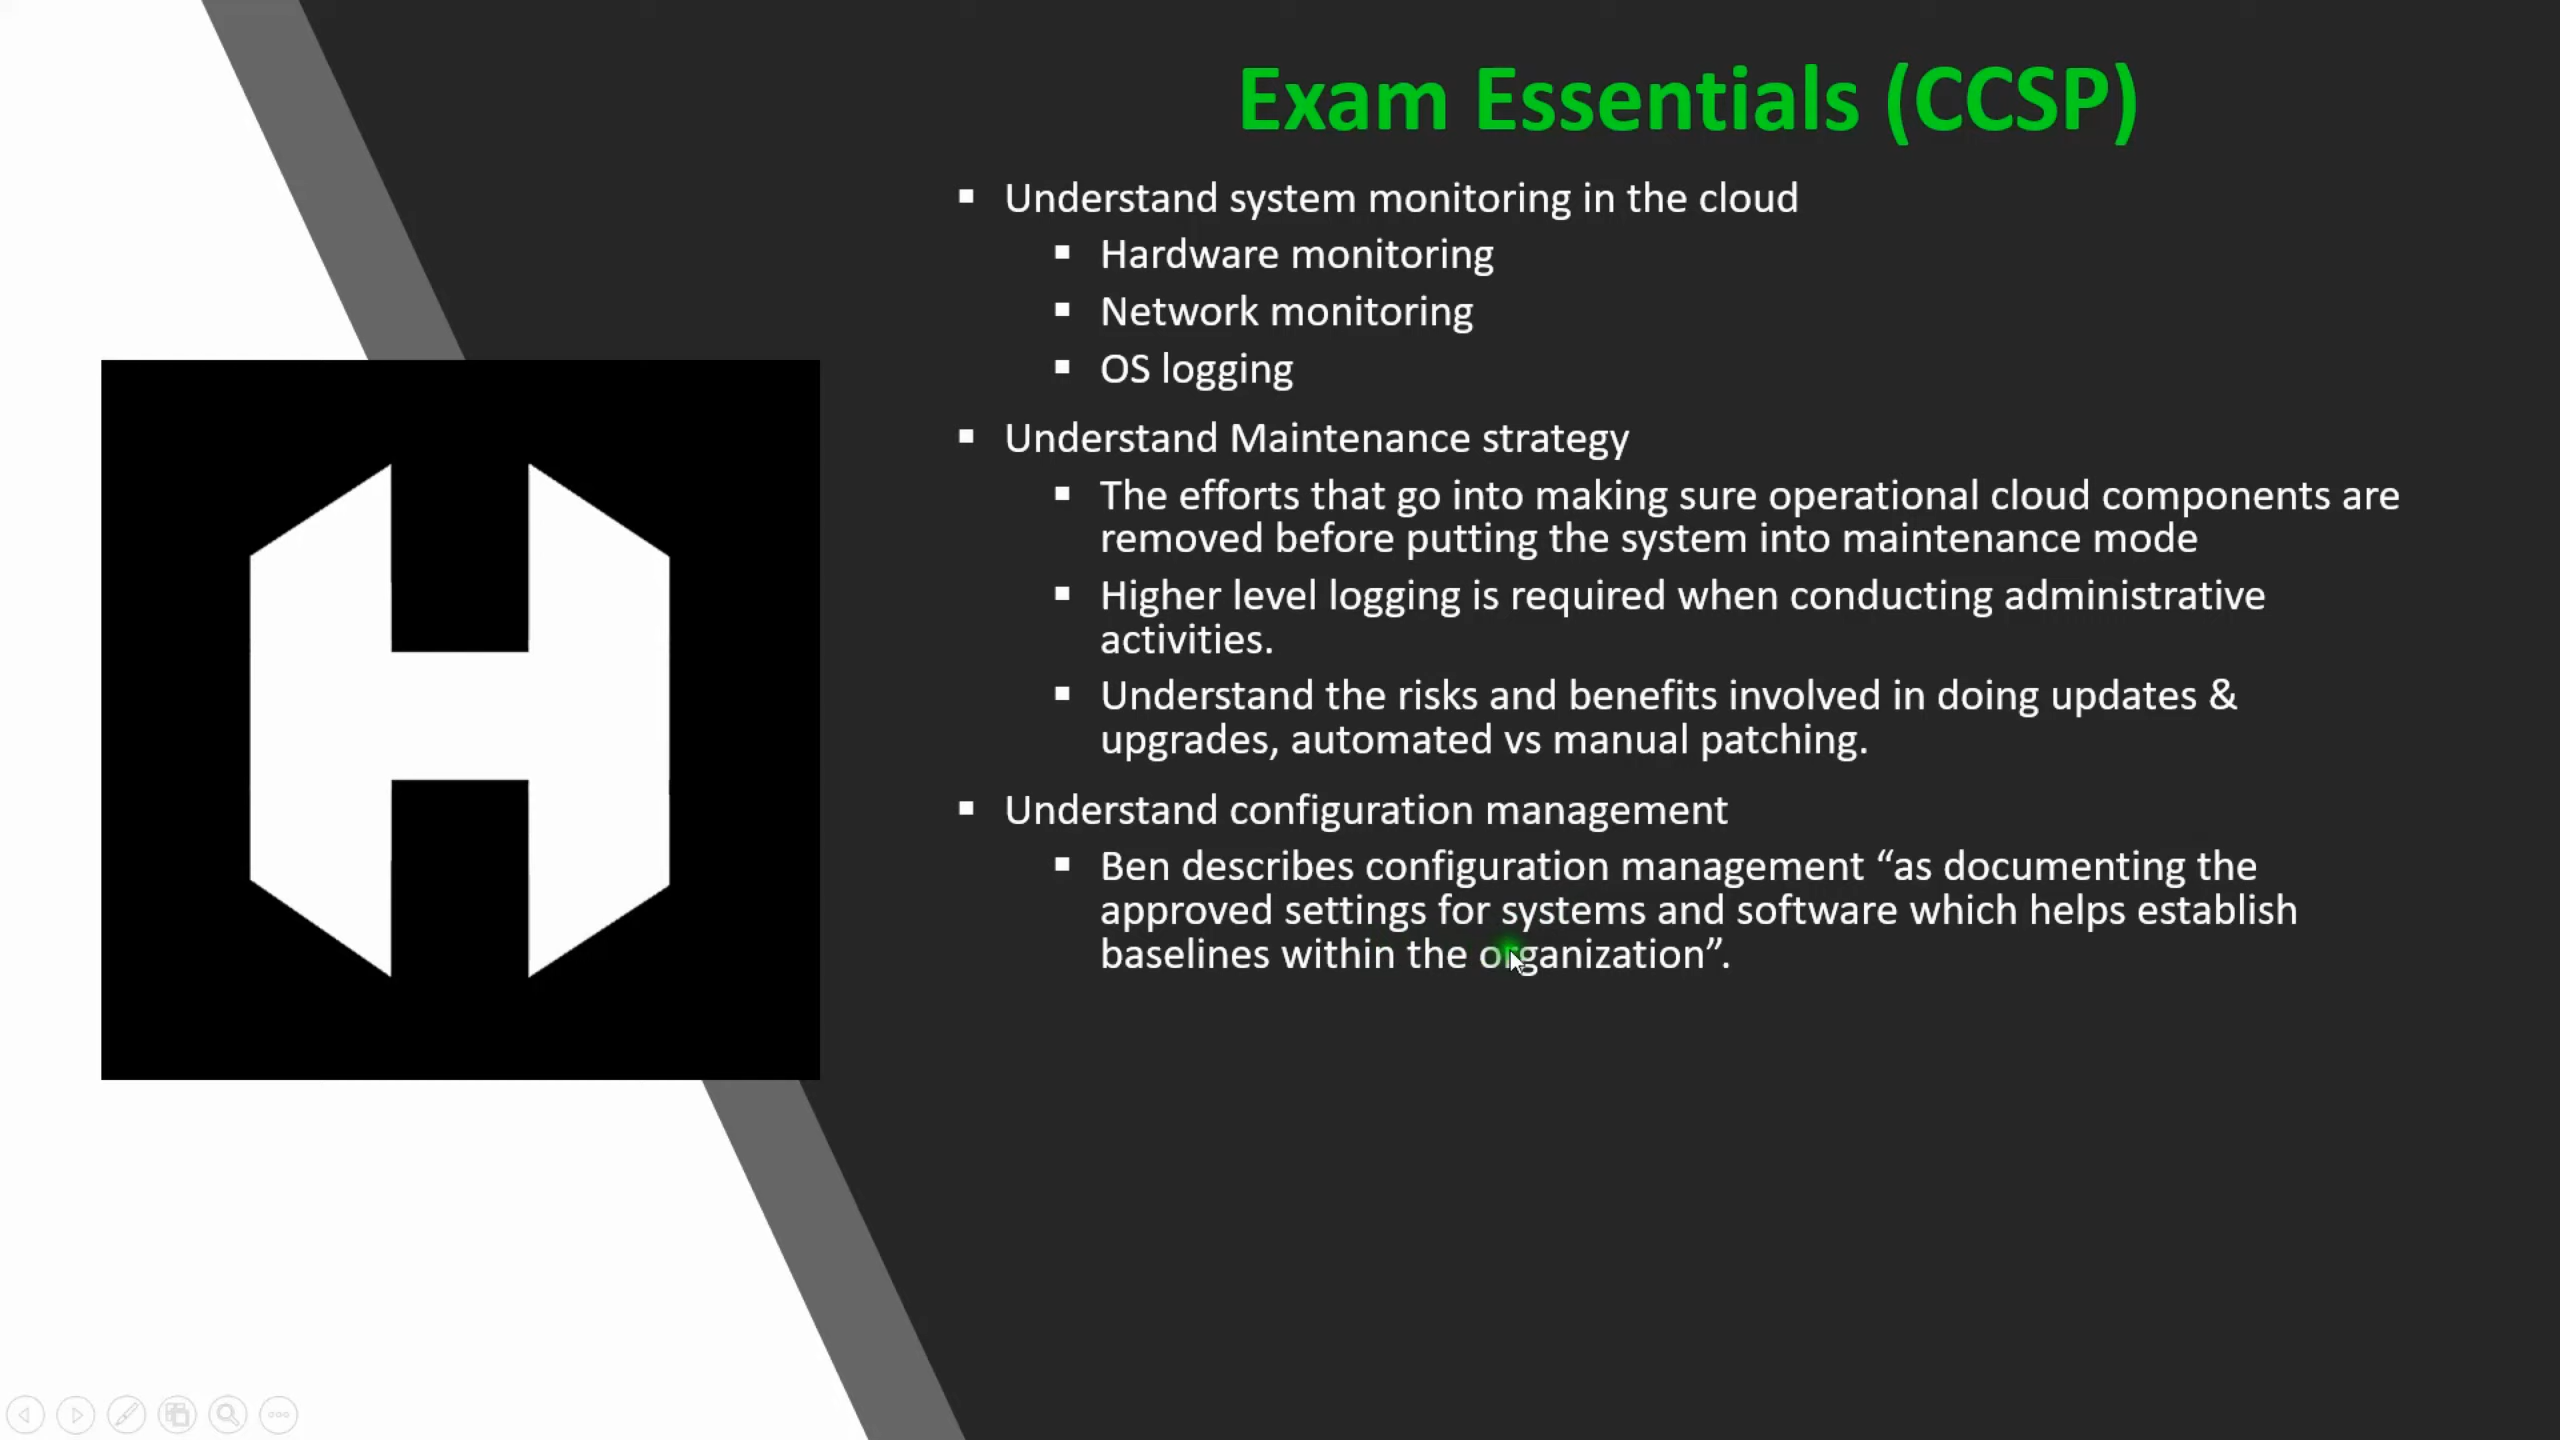 Exam Essentials (CCSP)
▪ Understand system monitoring in the cloud
▪ Hardware monitoring
▪ Network monitoring
▪ OS logging
▪ Understand Maintenance strategy
▪ The efforts that go into making sure operational cloud components are
removed before putting the system into maintenance mode
▪ Higher level logging is required when conducting administrative
activities.
▪ Understand the risks and benefits involved in doing updates &
upgrades, automated vs manual patching.
▪ Understand configuration management
▪ Ben describes configuration management “as documenting the
approved settings for systems and software which helps establish
baselines within the organization”.
H